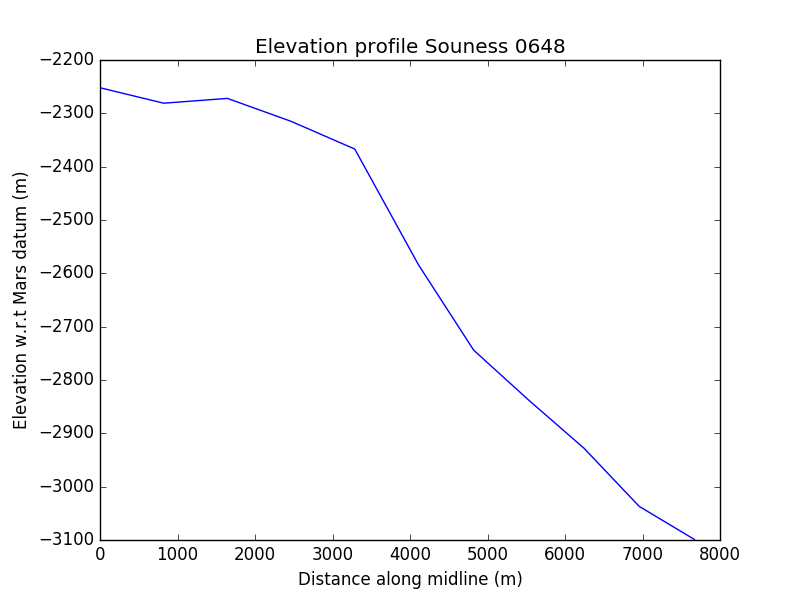 Elevation profile Souness 0648
−2200
−2300
−2400
−2500
−2600
−2700
−2800
−2900
−3000
−3100
Elevation w.r.t Mars datum (m)
0 1000 2000 3000 4000 5000 6000 7000 8000
Distance along midline (m)